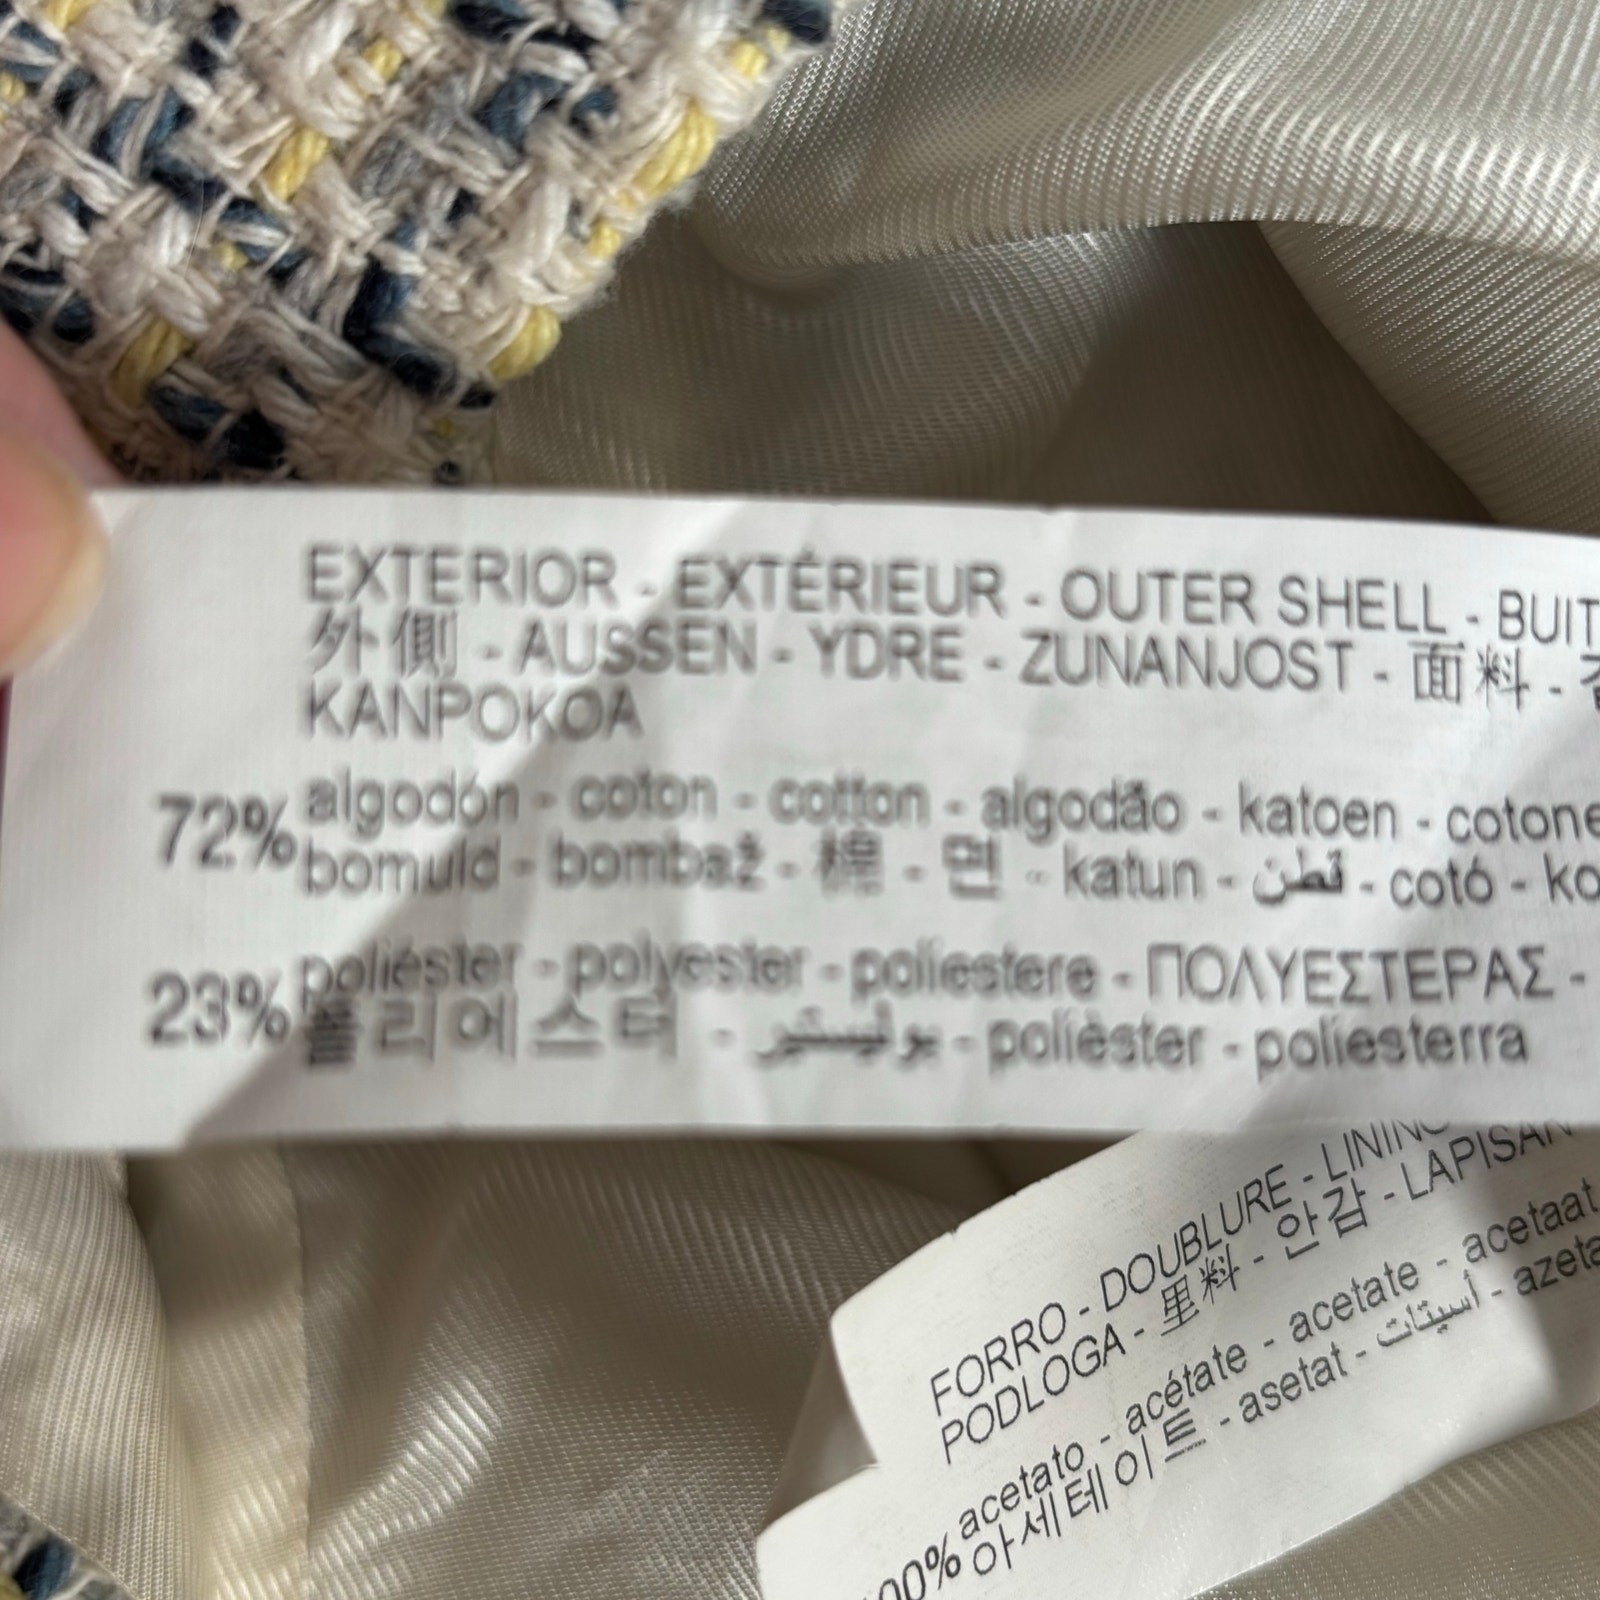 EXTERIOR - EXTÉRIEUR - OUTER SHELL - BUIT
外側 - AUSSEN - YDRE - ZUNANJOST - 面料 -
KANPOKOA
72% algodón - coton - cotton - algodão - katoen - cotone
bomuld - bombaž - 棉 - 면 - katun - قطن - cotó - ko
23% poliéster - polyester - poliestere - ΠΟΛΥΕΣΤΕΡΑΣ -
폴리에스터 - بوليستير - polièster - poliesterra
FORRO - DOUBLURE - LINING
PODLOGA - 里料 - 안감 - LAPISAN
00% acetato - acétate - acetate - acetaat
아세테이트 - asetat - أسيتات - azeta